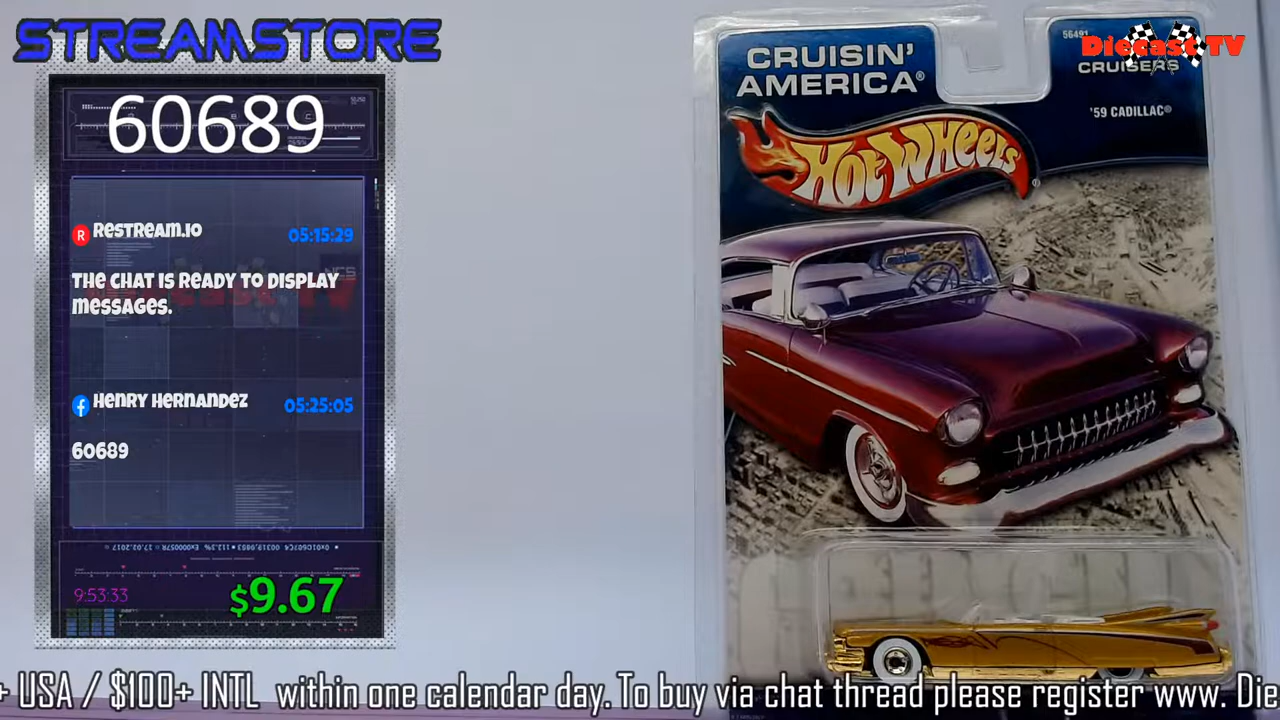 STREAMSTORE
60689
R RESTREAM.IO 05:15:29
THE CHAT IS READY TO DISPLAY
MESSAGES.
HENRY HERNANDEZ 05:25:05
60689
9:53:33
$9.67
CRUISIN'
AMERICA®
HOT WHEELS
56491
Diecast TV
CRUISERS
'59 CADILLAC®
+ USA / $100+ INTL within one calendar day. To buy via chat thread please register www. Die